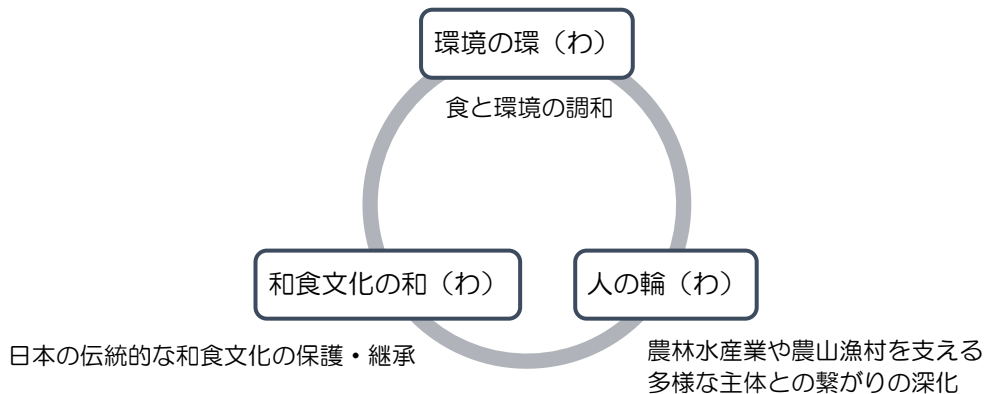 環境の環（わ）
食と環境の調和
和食文化の和（わ）
日本の伝統的な和食文化の保護・継承
人の輪（わ）
農林水産業や農山漁村を支える
多様な主体との繋がりの深化